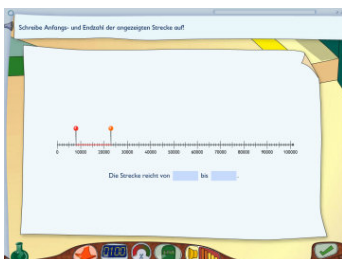 Schreibe Anfangs- und Endzahl der angezeigten Strecke auf!
0 10000 20000 30000 40000 50000 60000 70000 80000 90000 100000
Die Strecke reicht von bis .
01:00